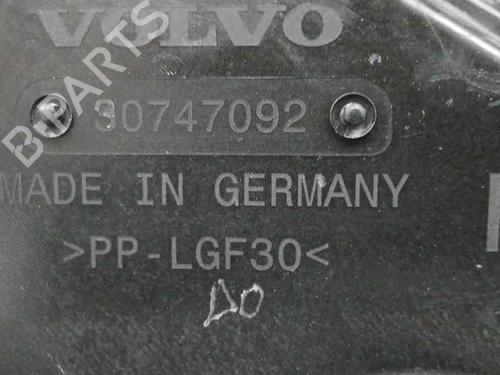 VOLVO
30747092
MADE IN GERMANY
>PP-LGF30<
DO
B-PARTS